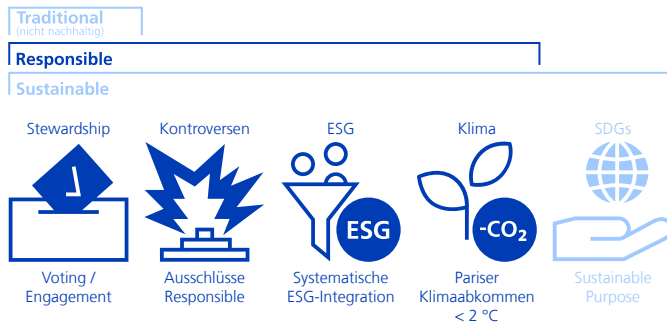 Traditional
(nicht nachhaltig)
Responsible
Sustainable
Stewardship
Kontroversen
ESG
Klima
SDGs
ESG
-CO₂
Voting /
Engagement
Ausschlüsse
Responsible
Systematische
ESG-Integration
Pariser
Klimaabkommen
< 2 °C
Sustainable
Purpose